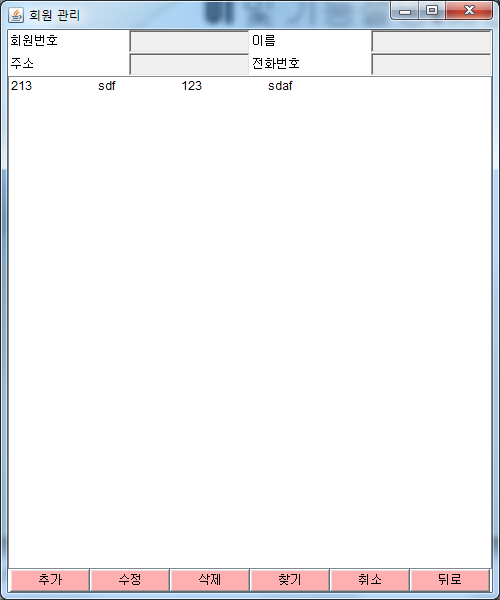 회원 관리
회원번호 이름
주소 전화번호
213 sdf 123 sdaf
추가 수정 삭제 찾기 취소 뒤로